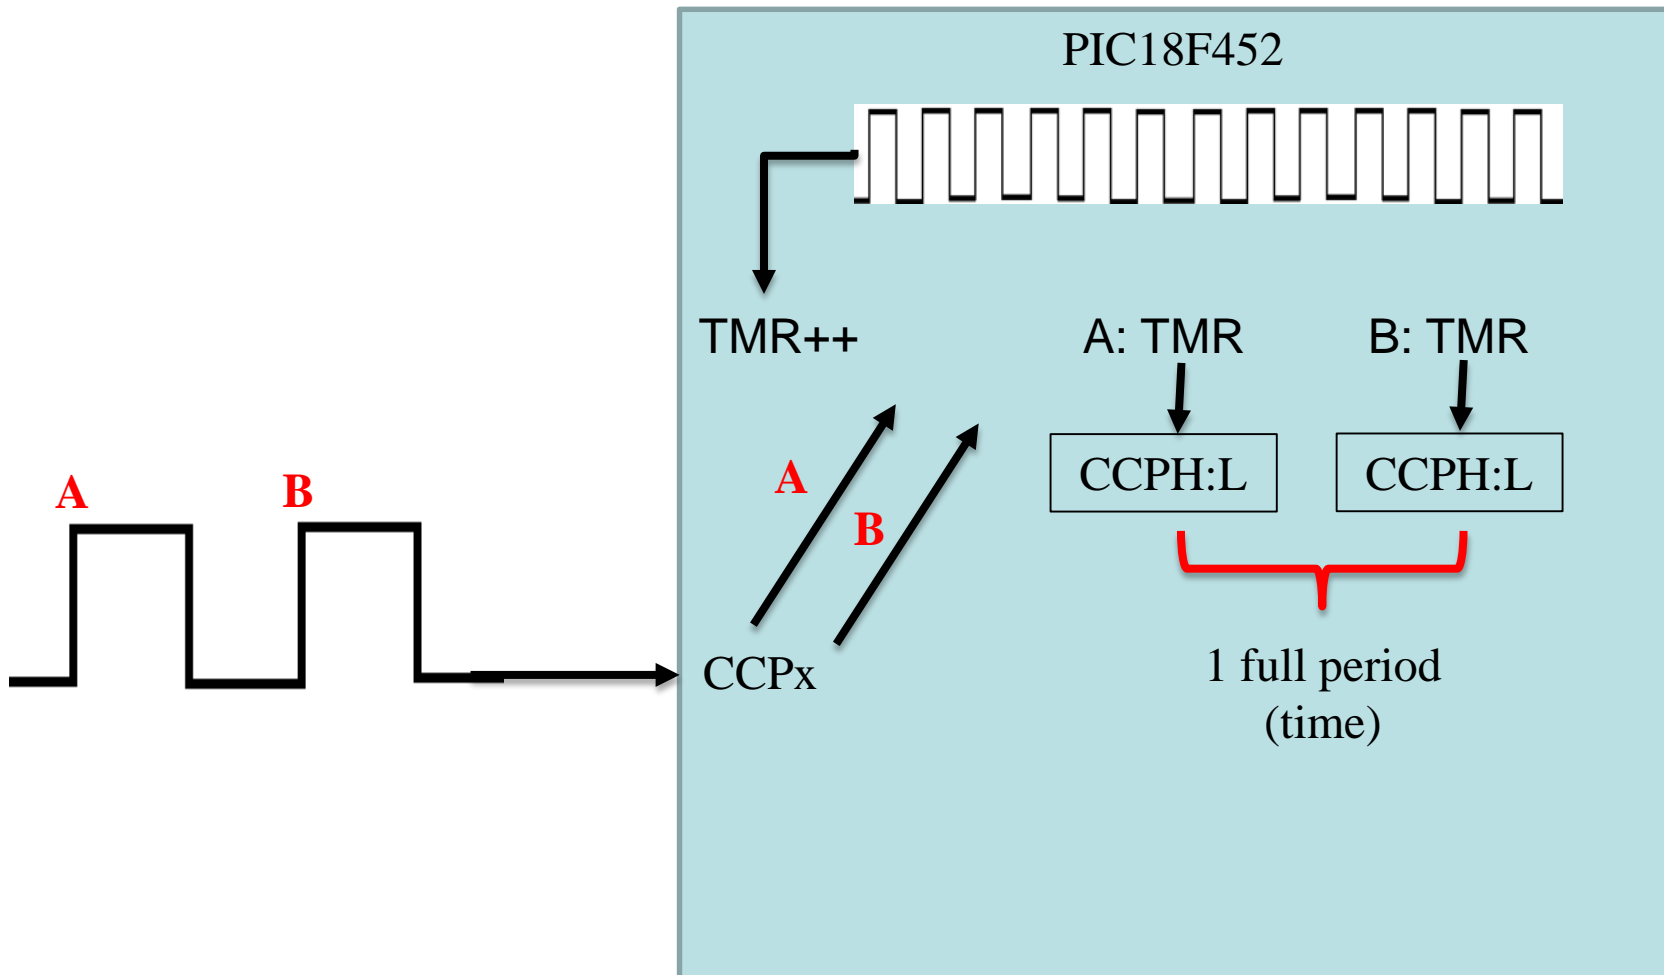 PIC18F452
TMR++
A: TMR
B: TMR
A
B
A
B
CCPH:L
CCPH:L
CCPx
1 full period
(time)